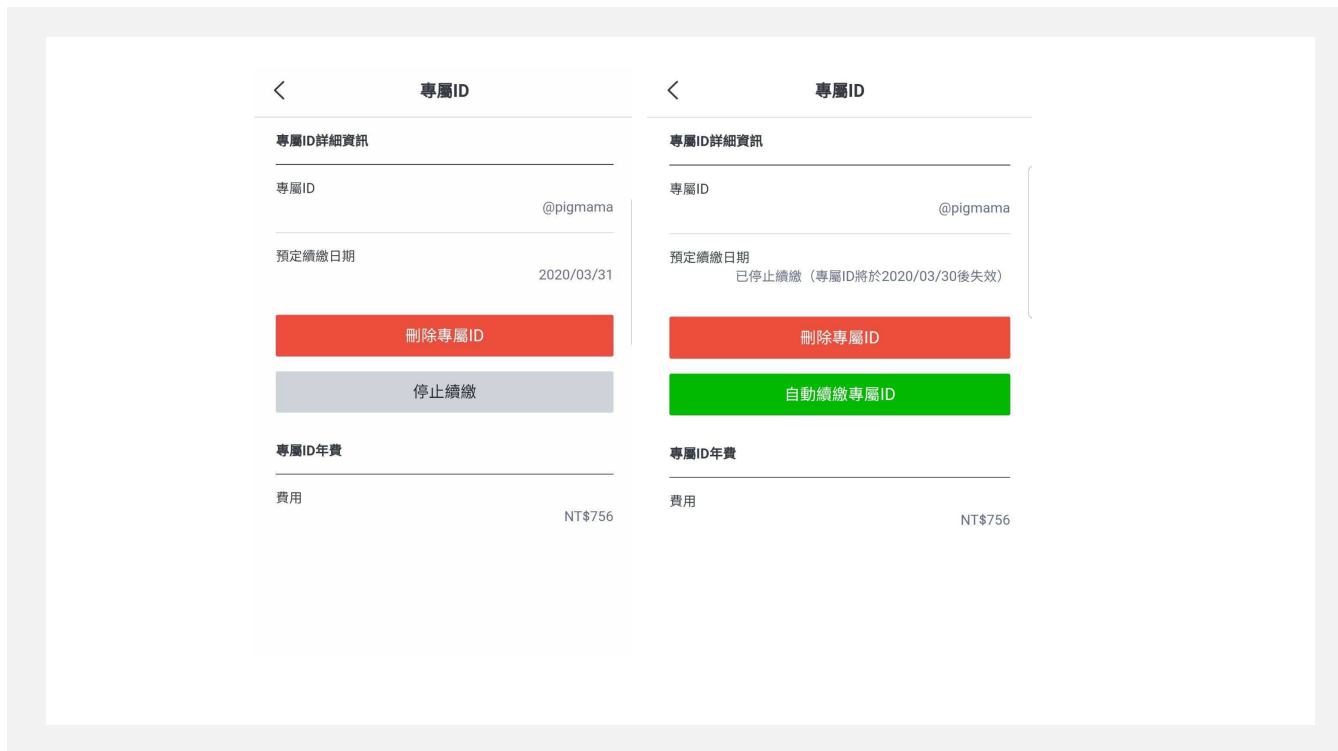 專屬ID
專屬ID詳細資訊
專屬ID
@pigmama
預定續繳日期
2020/03/31
刪除專屬ID
停止續繳
專屬ID年費
費用
NT$756
專屬ID
專屬ID詳細資訊
專屬ID
@pigmama
預定續繳日期
已停止續繳（專屬ID將於2020/03/30後失效）
刪除專屬ID
自動續繳專屬ID
專屬ID年費
費用
NT$756